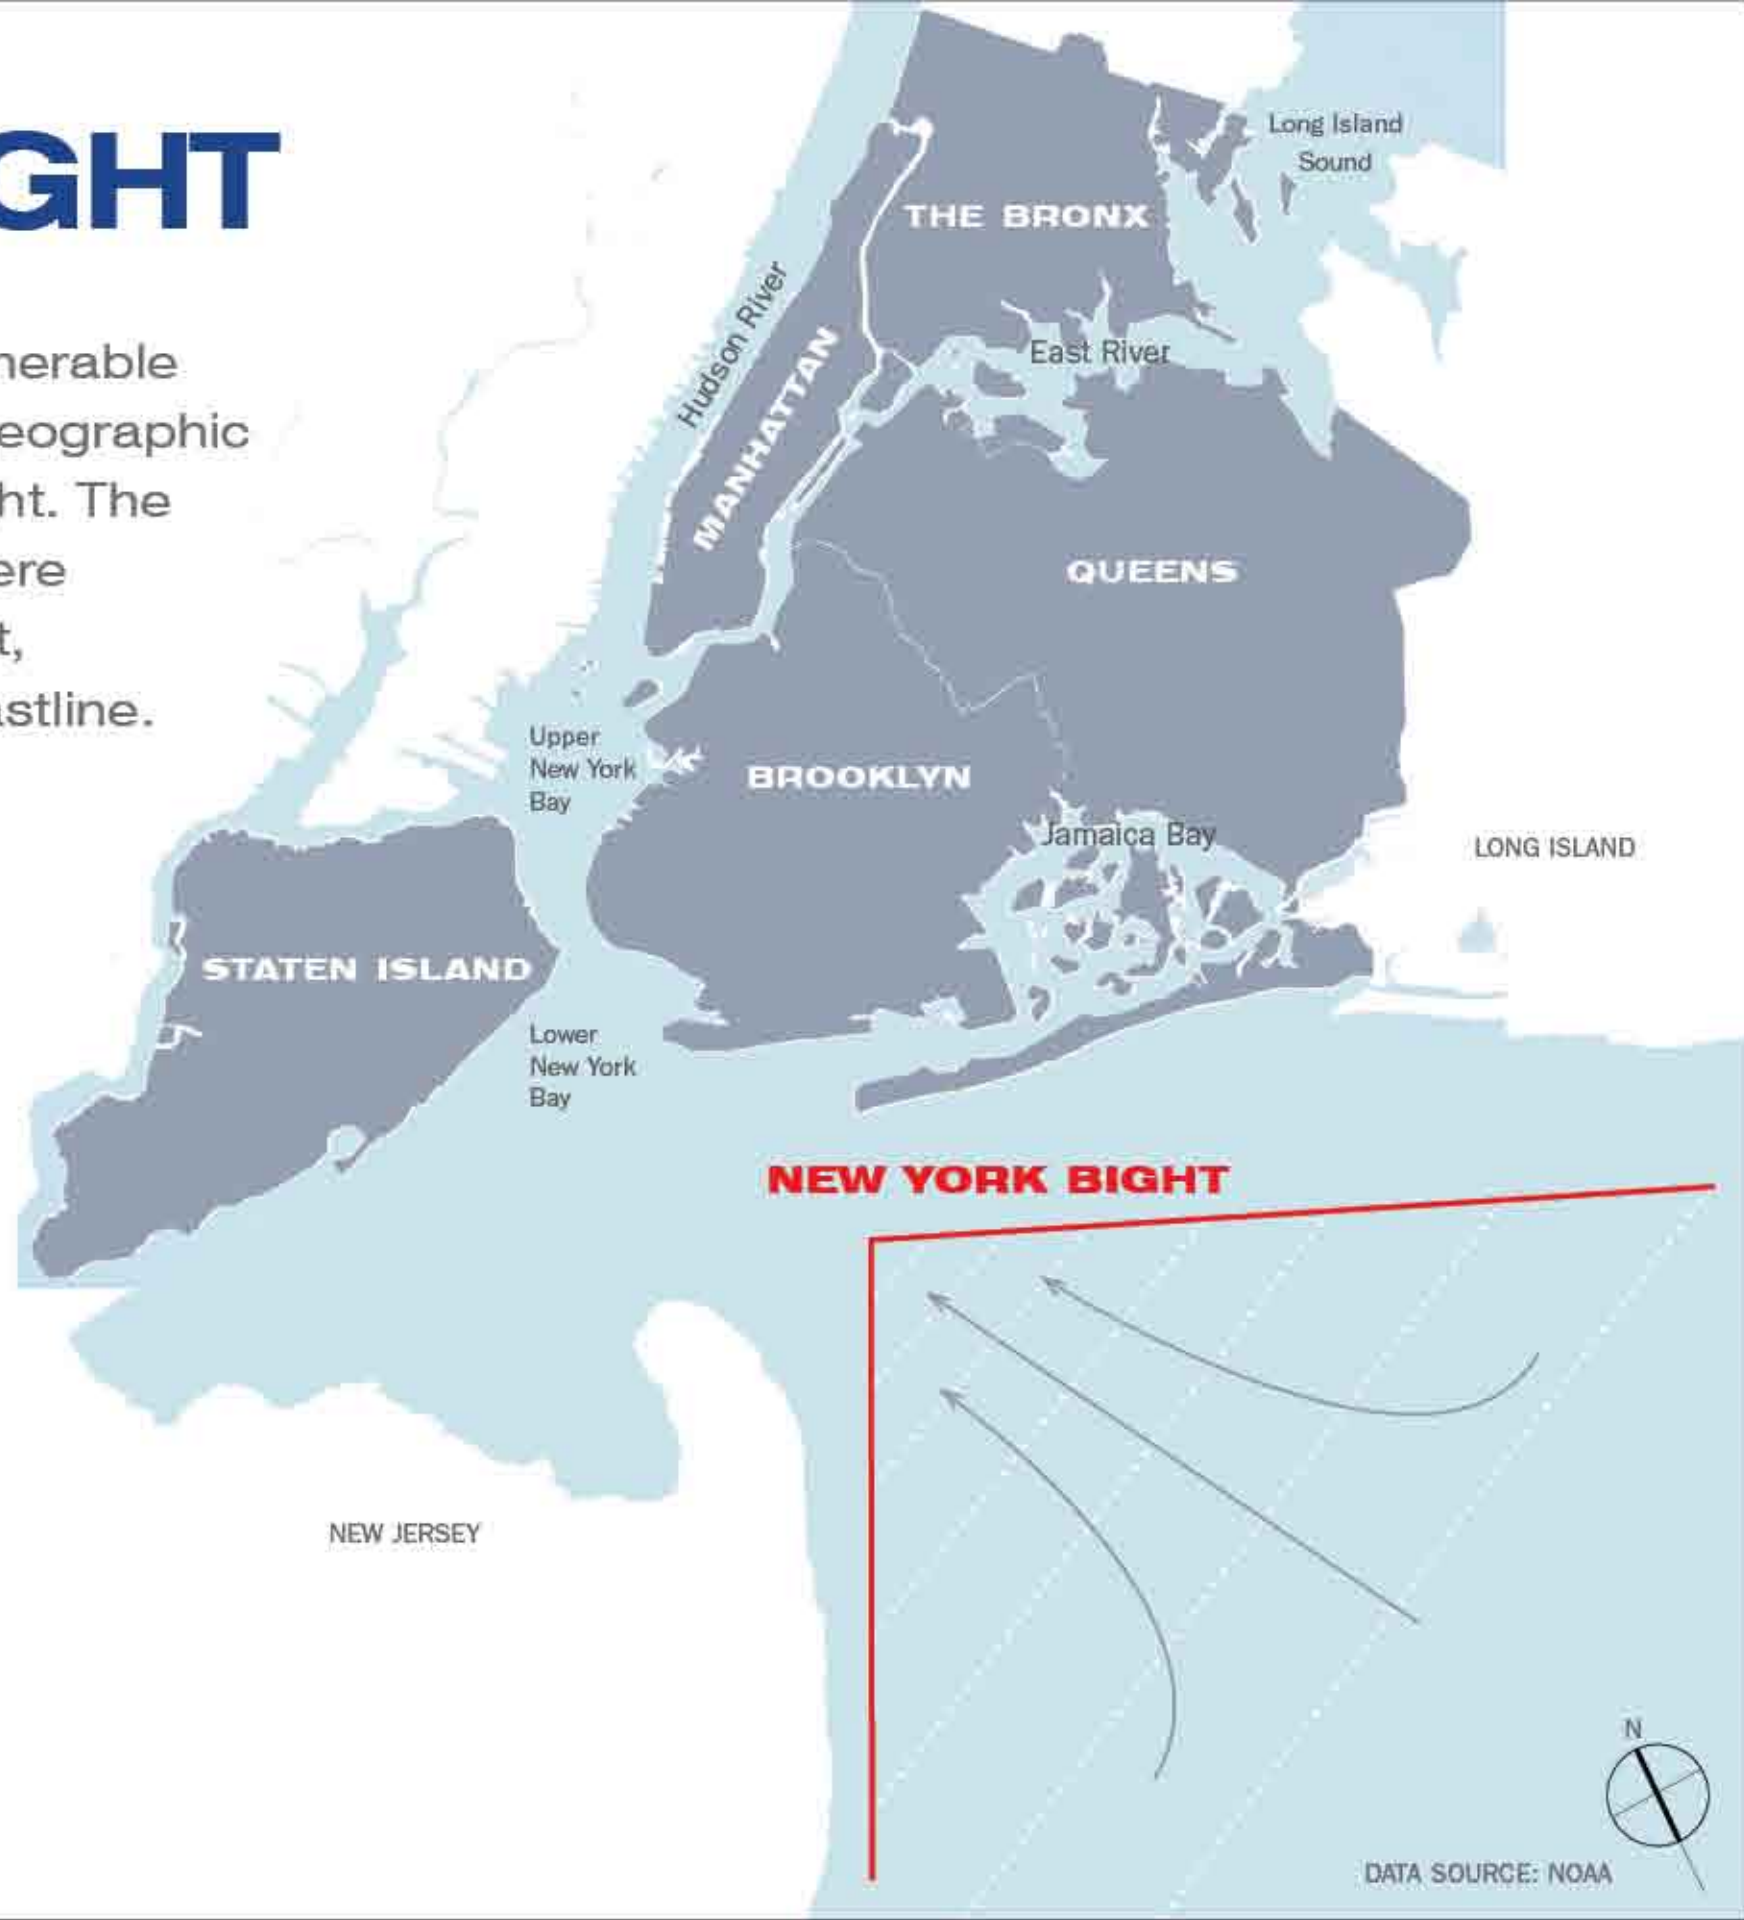 GHT
nerable
eographic
ht. The
ere
t,
astline.
Long Island
Sound
THE BRONX
Hudson River
MANHATTAN
East River
QUEENS
Upper
New York
Bay
BROOKLYN
Jamaica Bay
LONG ISLAND
STATEN ISLAND
Lower
New York
Bay
NEW YORK BIGHT
NEW JERSEY
N
DATA SOURCE: NOAA